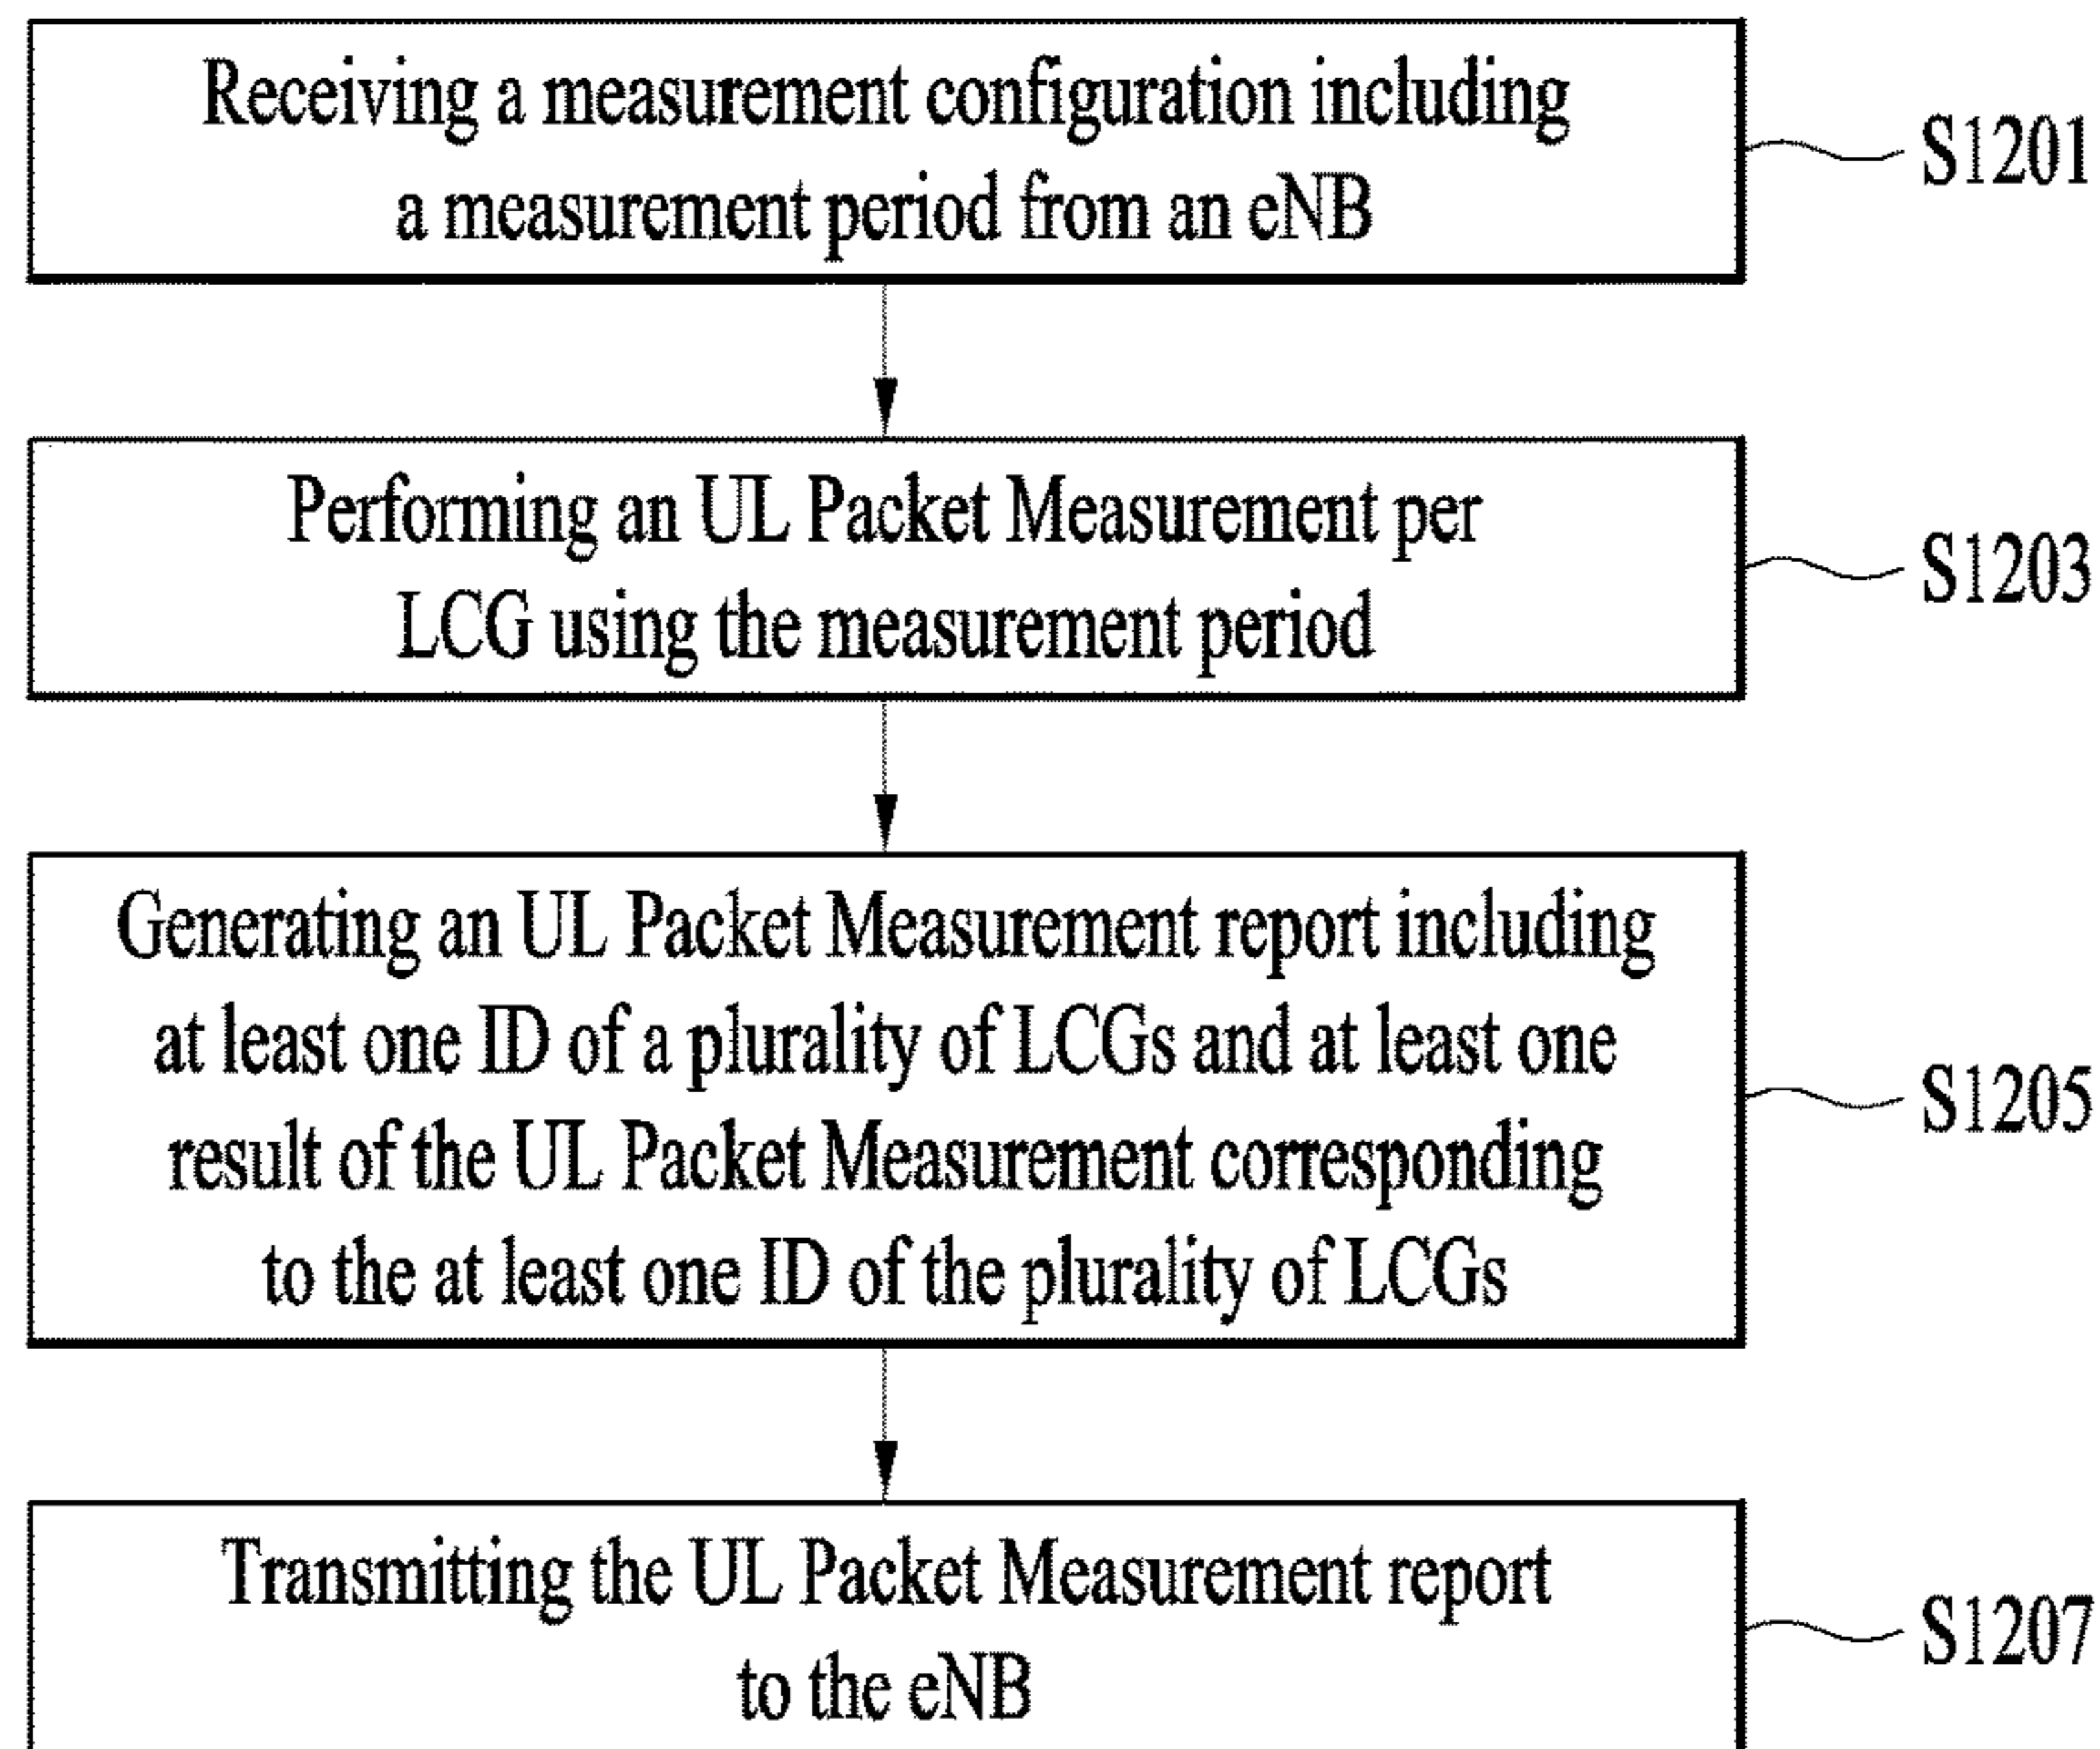 Receiving a measurement configuration including
a measurement period from an eNB
S1201
Performing an UL Packet Measurement per
LCG using the measurement period
S1203
Generating an UL Packet Measurement report including
at least one ID of a plurality of LCGs and at least one
result of the UL Packet Measurement corresponding
to the at least one ID of the plurality of LCGs
S1205
Transmitting the UL Packet Measurement report
to the eNB
S1207